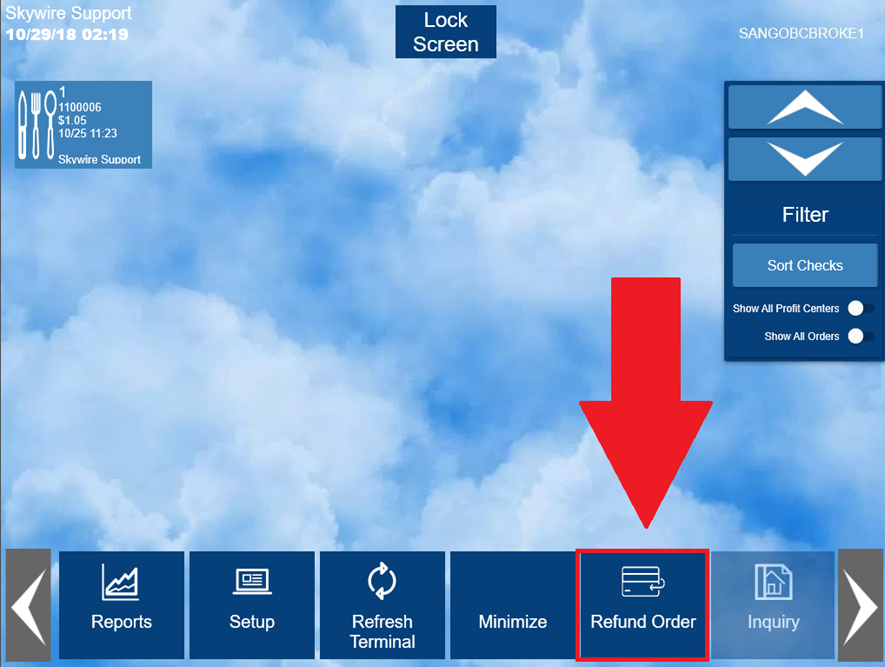 Skywire Support
10/29/18 02:19
Lock
Screen
SANGOBCBROKE1
1
1100006
$1.05
10/25 11:23
Skywire Support
Filter
Sort Checks
Show All Profit Centers
Show All Orders
Reports
Setup
Refresh
Terminal
Minimize
Refund Order
Inquiry